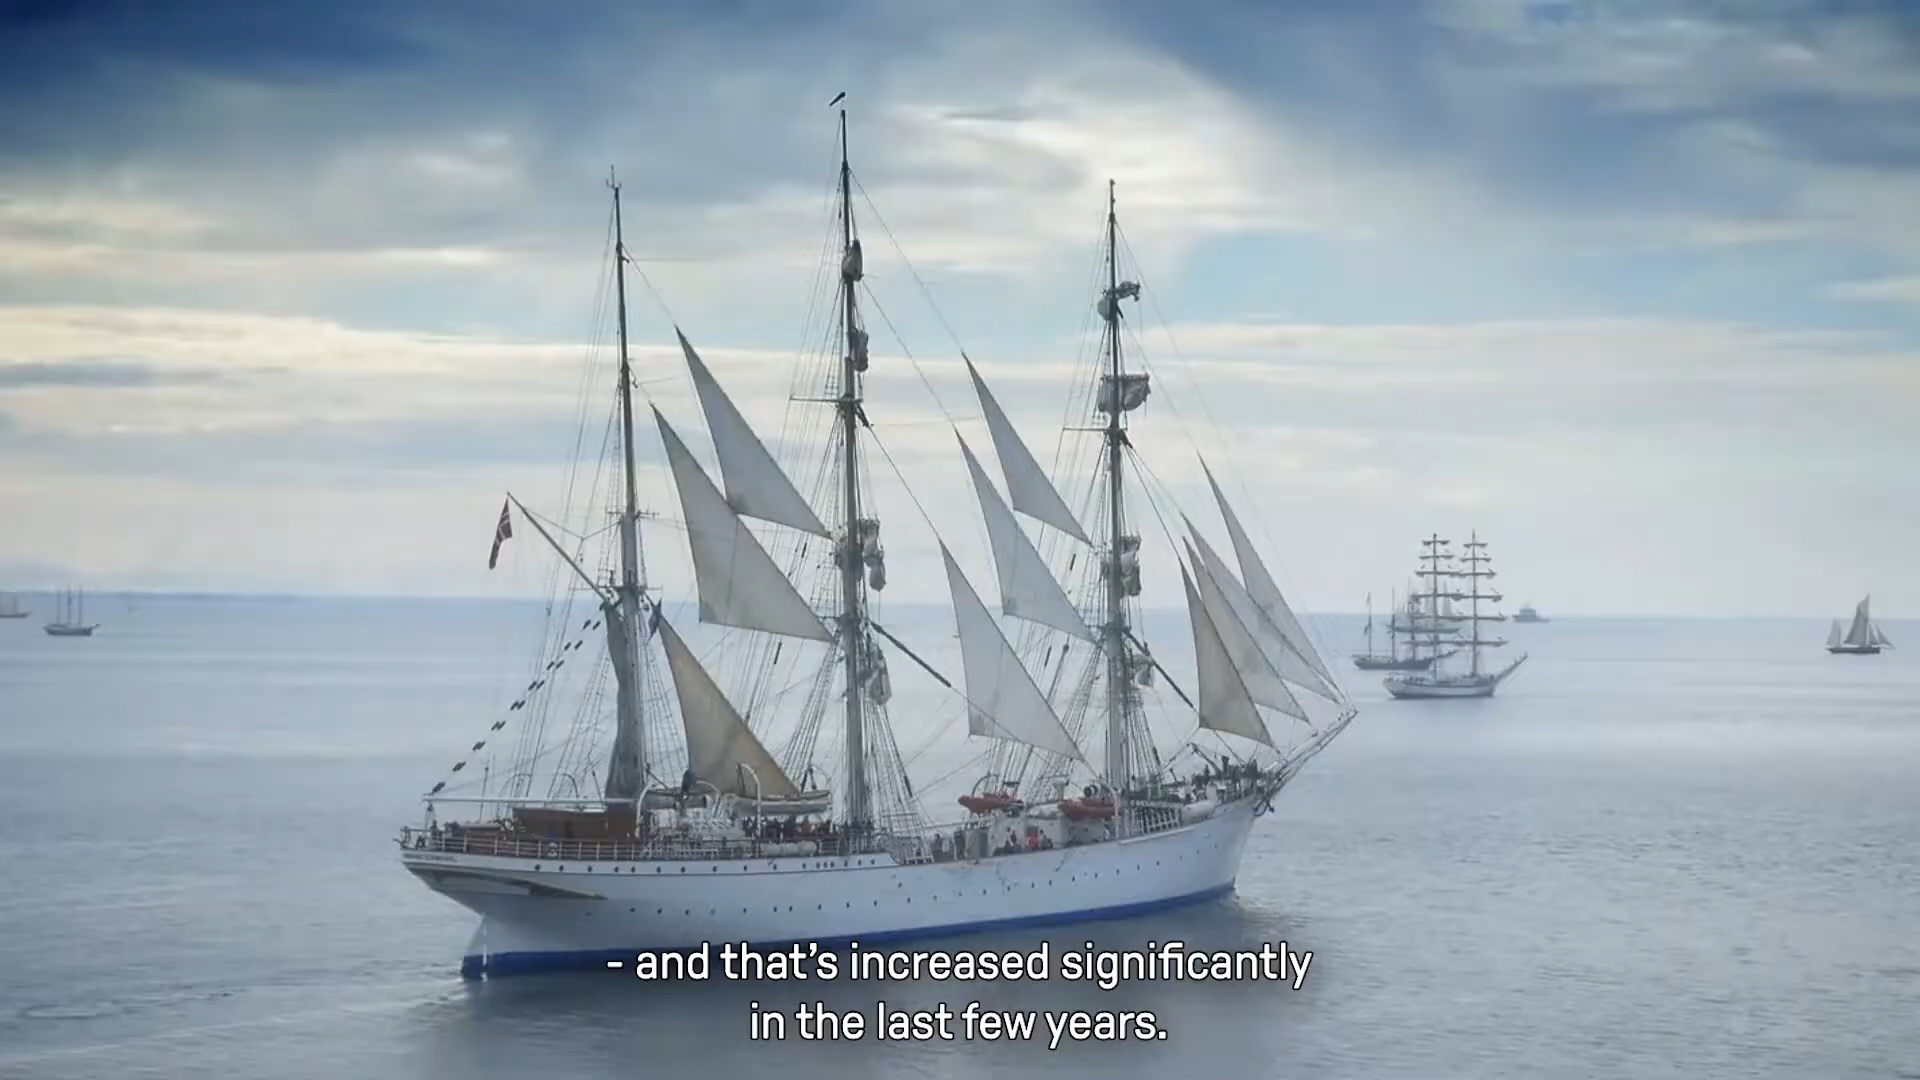 - and that's increased significantly
in the last few years.